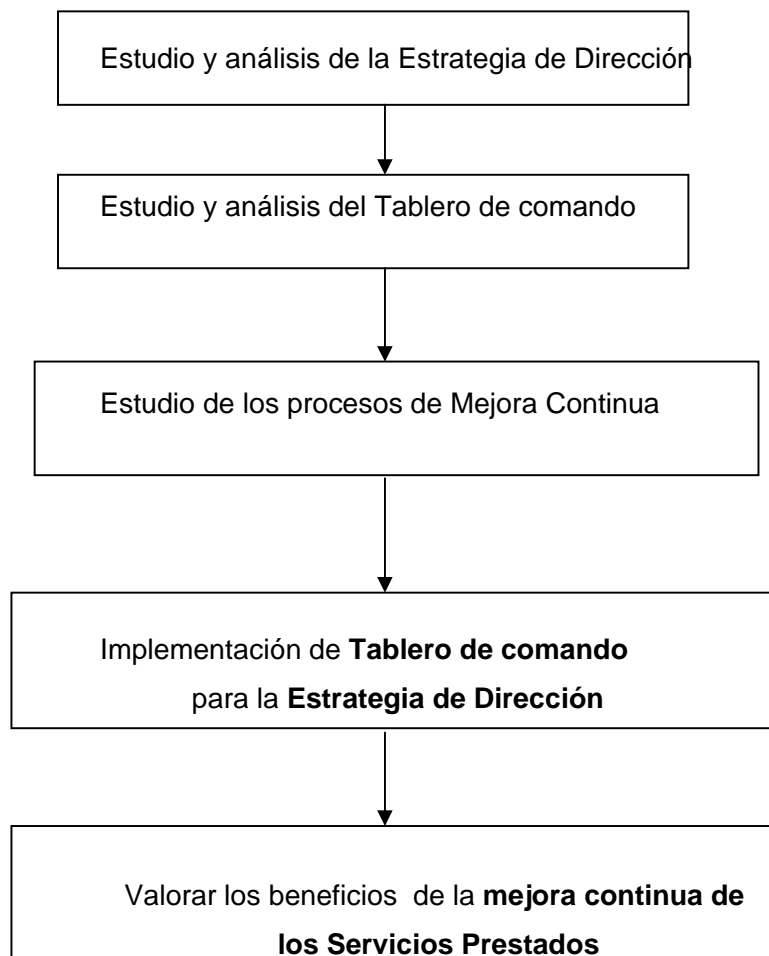 Estudio y análisis de la Estrategia de Dirección
Estudio y análisis del Tablero de comando
Estudio de los procesos de Mejora Continua
Implementación de Tablero de comando
para la Estrategia de Dirección
Valorar los beneficios de la mejora continua de
los Servicios Prestados